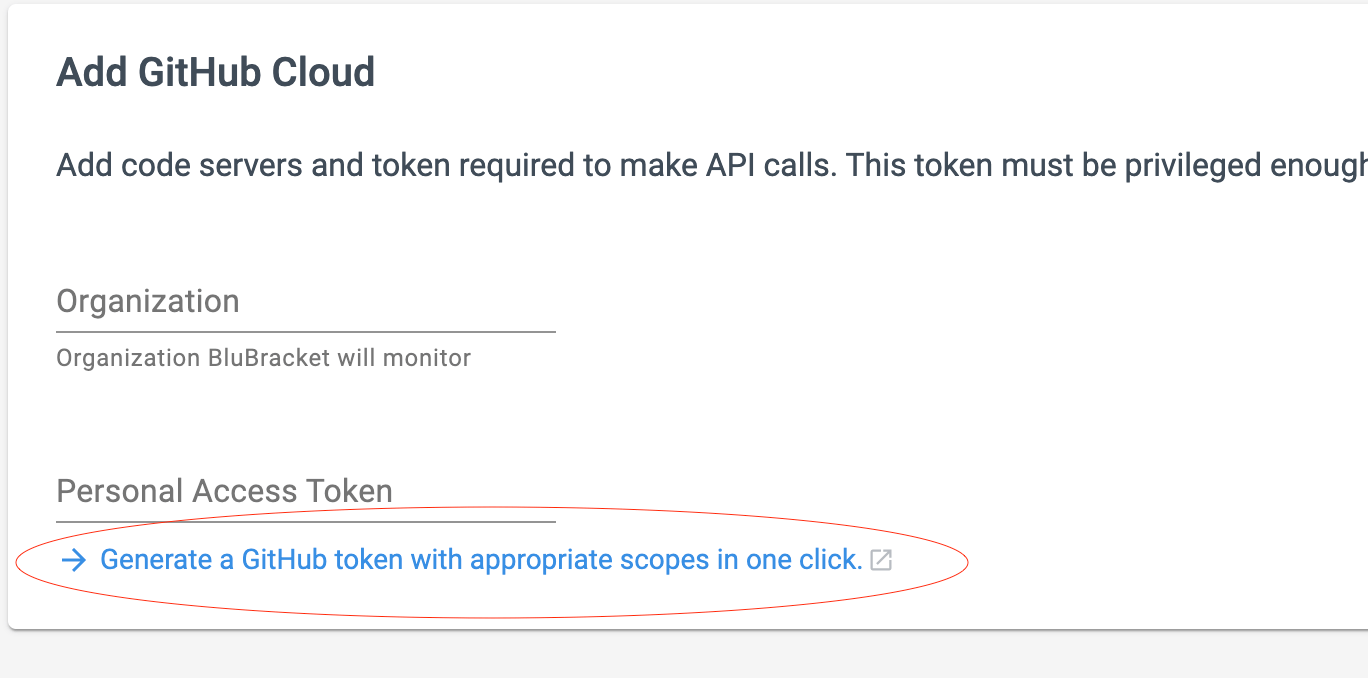 Add GitHub Cloud
Add code servers and token required to make API calls. This token must be privileged enough
Organization
Organization BluBracket will monitor
Personal Access Token
→ Generate a GitHub token with appropriate scopes in one click.